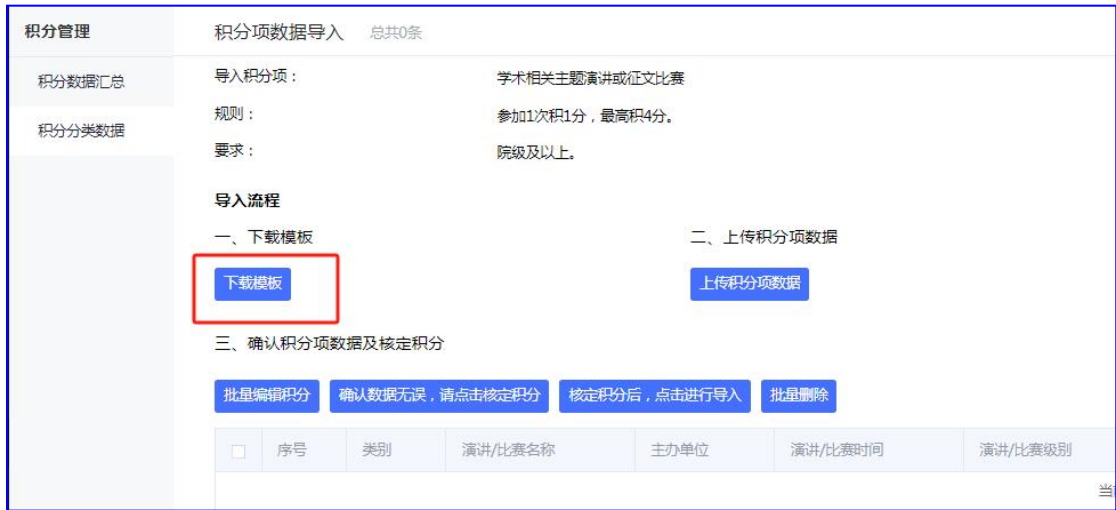 积分管理
积分数据汇总
积分分类数据
积分项数据导入 总共0条
导入积分项： 学术相关主题演讲或征文比赛
规则： 参加1次积1分，最高积4分。
要求： 院级及以上。
导入流程
一、下载模板 二、上传积分项数据
下载模板 上传积分项数据
三、确认积分项数据及核定积分
批量编辑积分 确认数据无误，请点击核定积分 核定积分后，点击进行导入 批量删除
序号 类别 演讲/比赛名称 主办单位 演讲/比赛时间 演讲/比赛级别